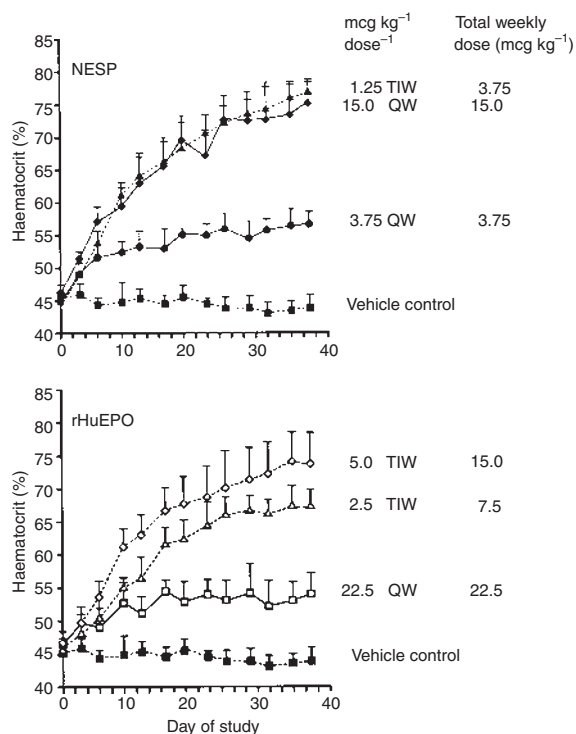 mcg kg⁻¹ Total weekly
dose⁻¹ dose (mcg kg⁻¹)
85
80
75
70
65
60
55
50
45
40
Haematocrit (%)
NESP
1.25 TIW 3.75
15.0 QW 15.0
3.75 QW 3.75
Vehicle control
0 10 20 30 40
85
80
75
70
65
60
55
50
45
40
Haematocrit (%)
rHuEPO
5.0 TIW 15.0
2.5 TIW 7.5
22.5 QW 22.5
Vehicle control
0 10 20 30 40
Day of study